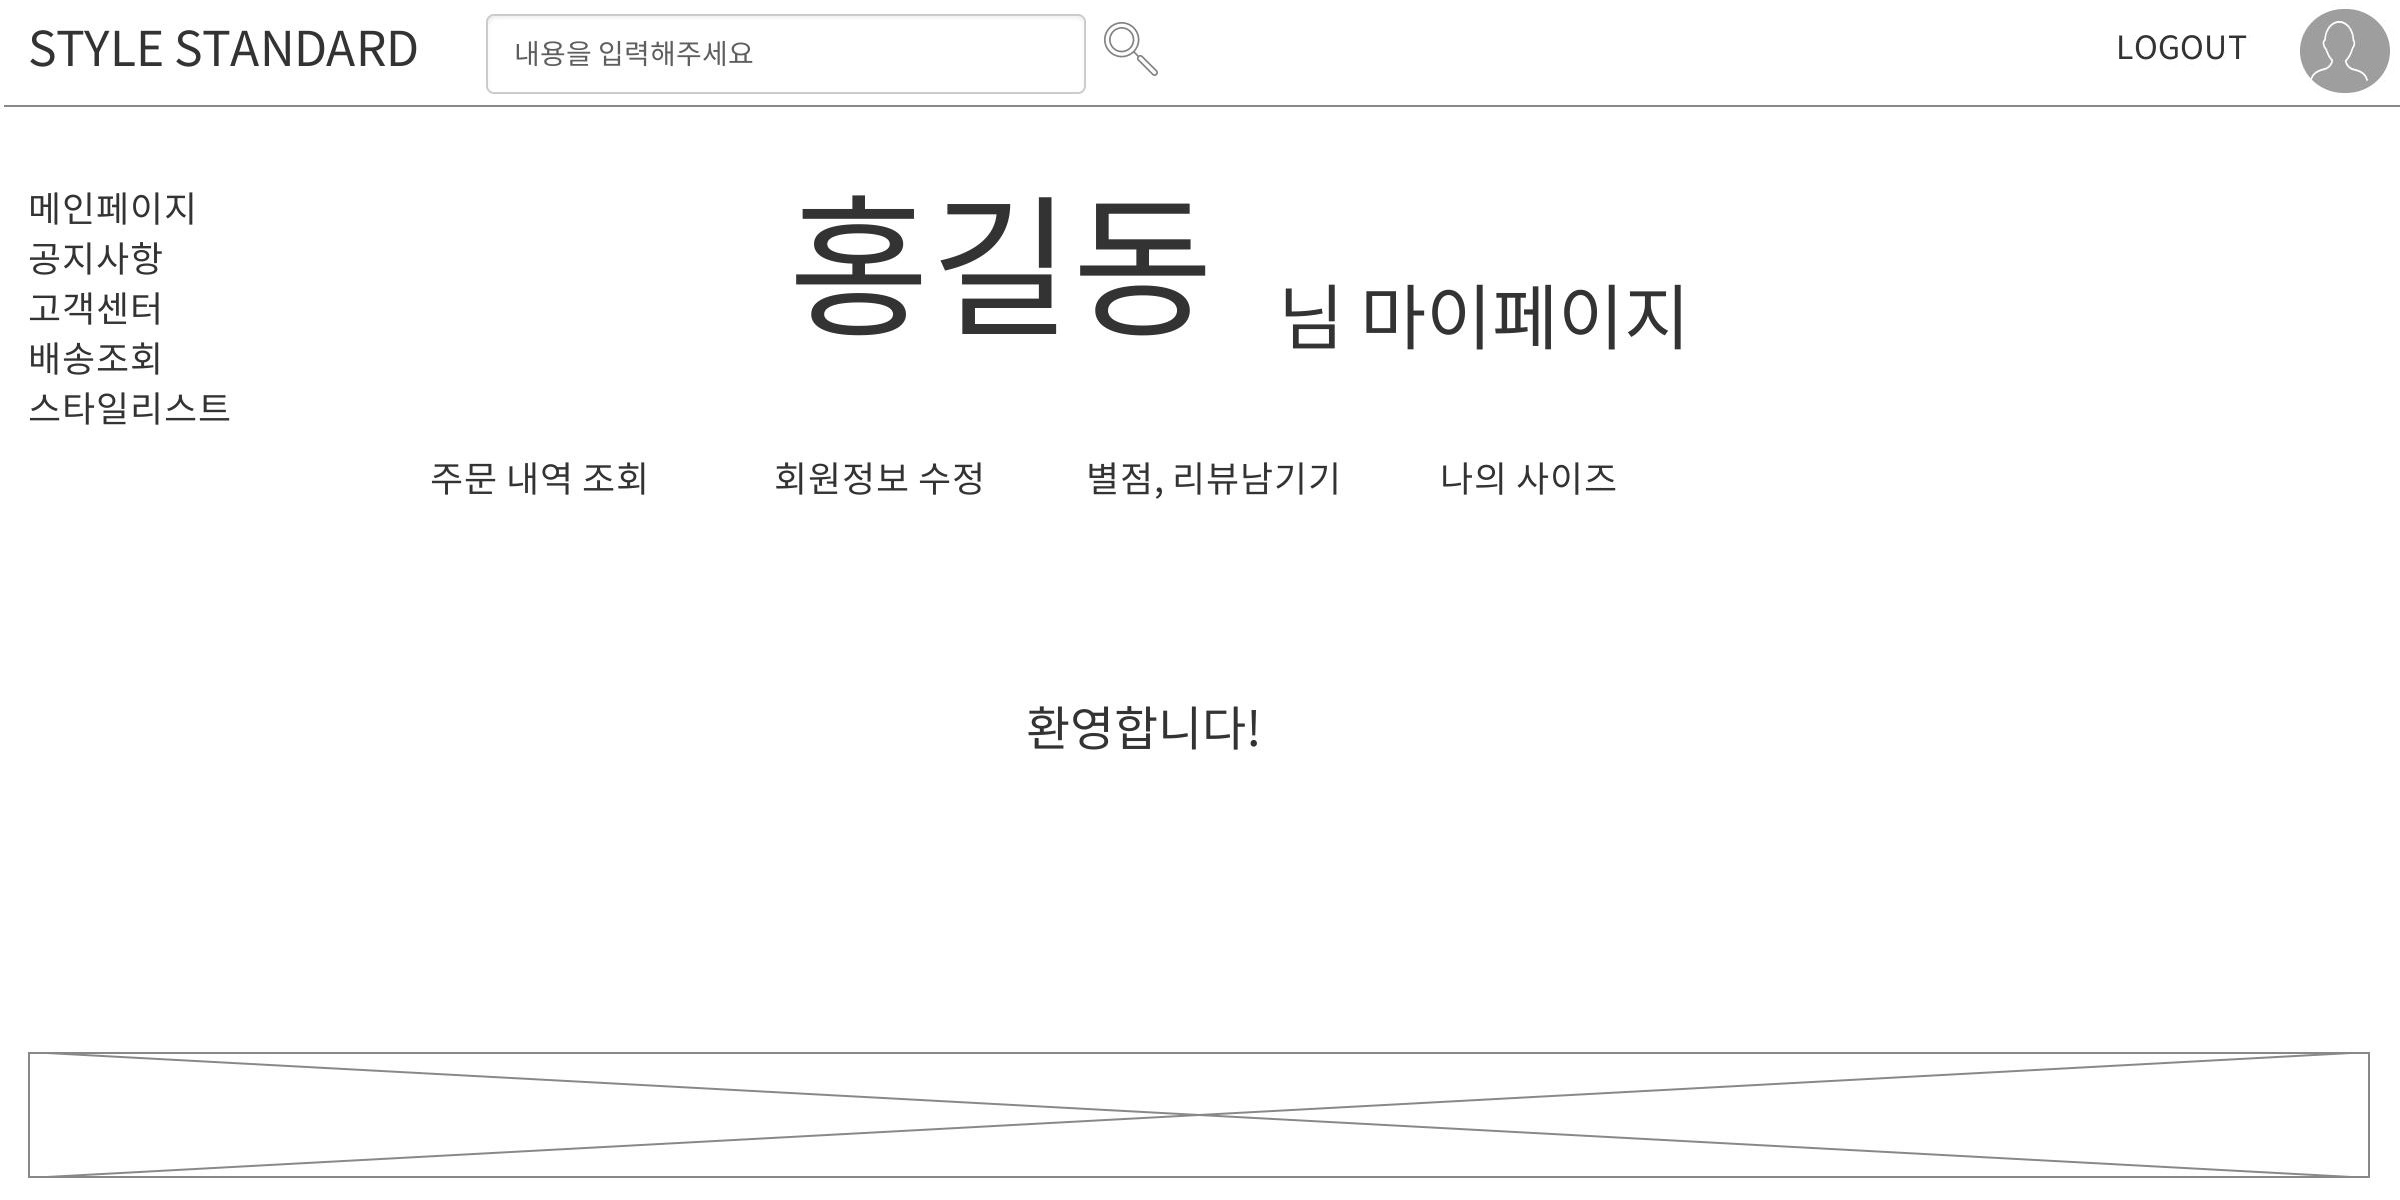 STYLE STANDARD
내용을 입력해주세요
LOGOUT
메인페이지
공지사항
고객센터
배송조회
스타일리스트
홍길동 님 마이페이지
주문 내역 조회
회원정보 수정
별점, 리뷰남기기
나의 사이즈
환영합니다!